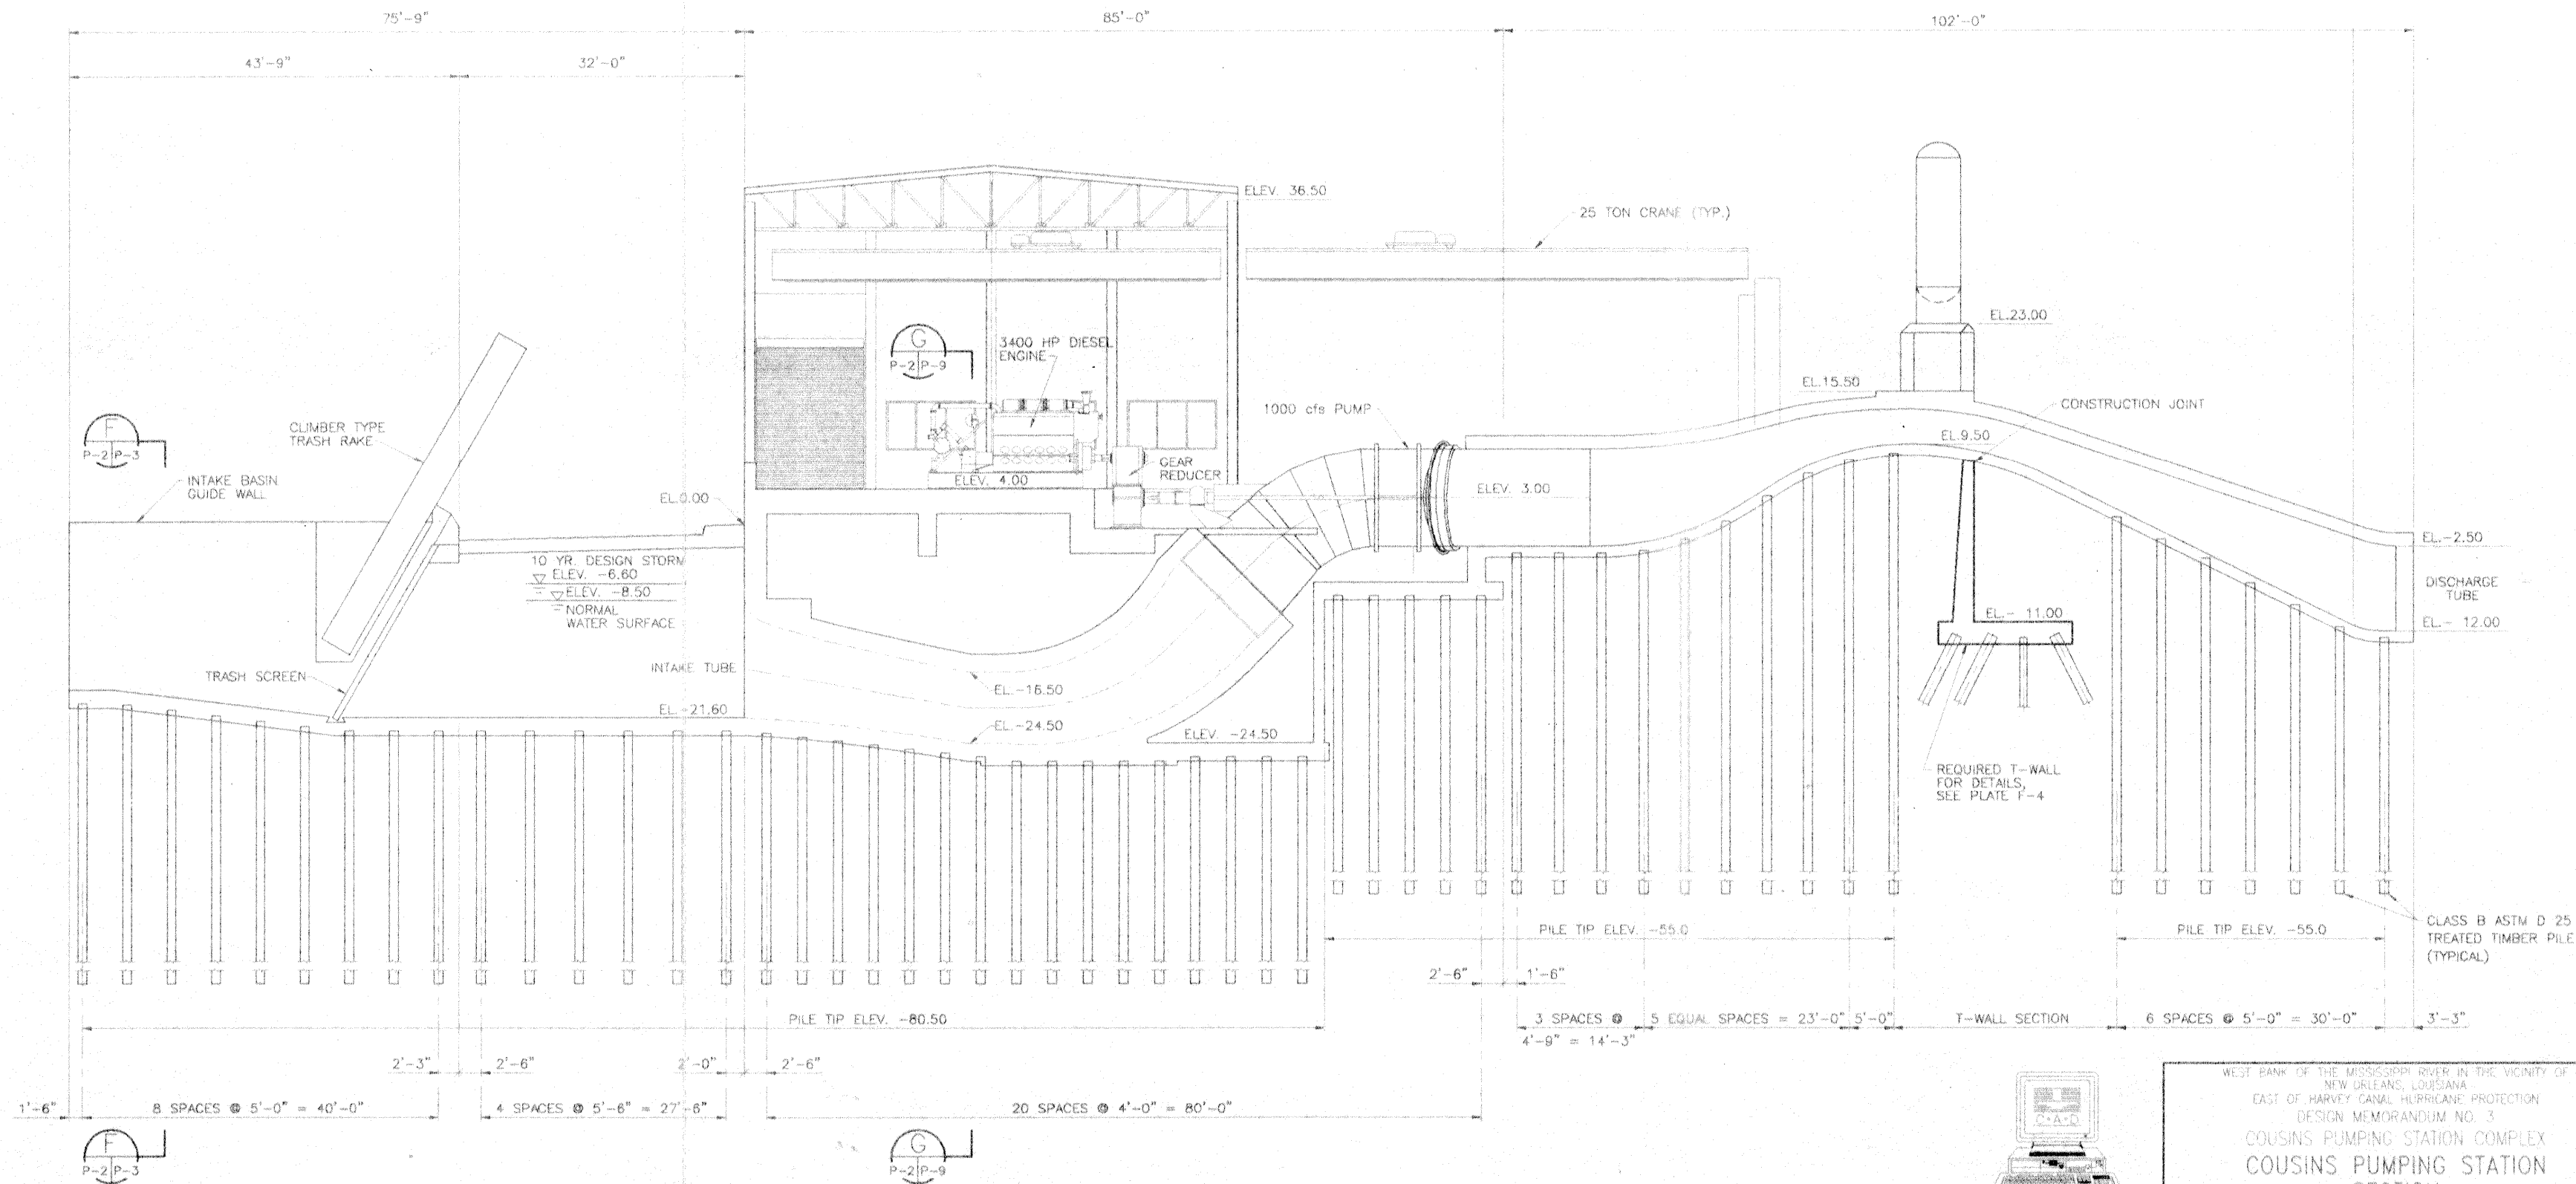 75'-9"
85'-0"
102'-0"
43'-9"
32'-0"
ELEV. 36.50
25 TON CRANE (TYP.)
EL.23.00
G
P-2 P-9
3400 HP DIESEL
ENGINE
EL.15.50
CONSTRUCTION JOINT
1000 cfs PUMP
F
P-2 P-3
CLIMBER TYPE
TRASH RAKE
EL.9.50
GEAR
REDUCER
INTAKE BASIN
GUIDE WALL
ELEV. 4.00
ELEV. 3.00
EL.0.00
EL.-2.50
10 YR. DESIGN STORM
ELEV. -6.60
ELEV. -8.50
NORMAL
WATER SURFACE
DISCHARGE
TUBE
EL.- 11.00
EL.- 12.00
INTAKE TUBE
TRASH SCREEN
EL.-16.50
EL.-21.60
EL.-24.50
ELEV. -24.50
REQUIRED T-WALL
FOR DETAILS,
SEE PLATE F-4
PILE TIP ELEV. -55.0
PILE TIP ELEV. -55.0
CLASS B ASTM D 25
TREATED TIMBER PILE
(TYPICAL)
2'-6"
1'-6"
PILE TIP ELEV. -80.50
3 SPACES @
4'-9" = 14'-3"
5 EQUAL SPACES = 23'-0"
5'-0"
T-WALL SECTION
6 SPACES @ 5'-0" = 30'-0"
3'-3"
2'-3"
2'-6"
2'-0"
2'-6"
1'-6"
8 SPACES @ 5'-0" = 40'-0"
4 SPACES @ 5'-6" = 27'-6"
20 SPACES @ 4'-0" = 80'-0"
F
P-2 P-3
G
P-2 P-9
C*A*D
WEST BANK OF THE MISSISSIPPI RIVER IN THE VICINITY OF
NEW ORLEANS, LOUISIANA
EAST OF HARVEY CANAL HURRICANE PROTECTION
DESIGN MEMORANDUM NO. 3
COUSINS PUMPING STATION COMPLEX
COUSINS PUMPING STATION